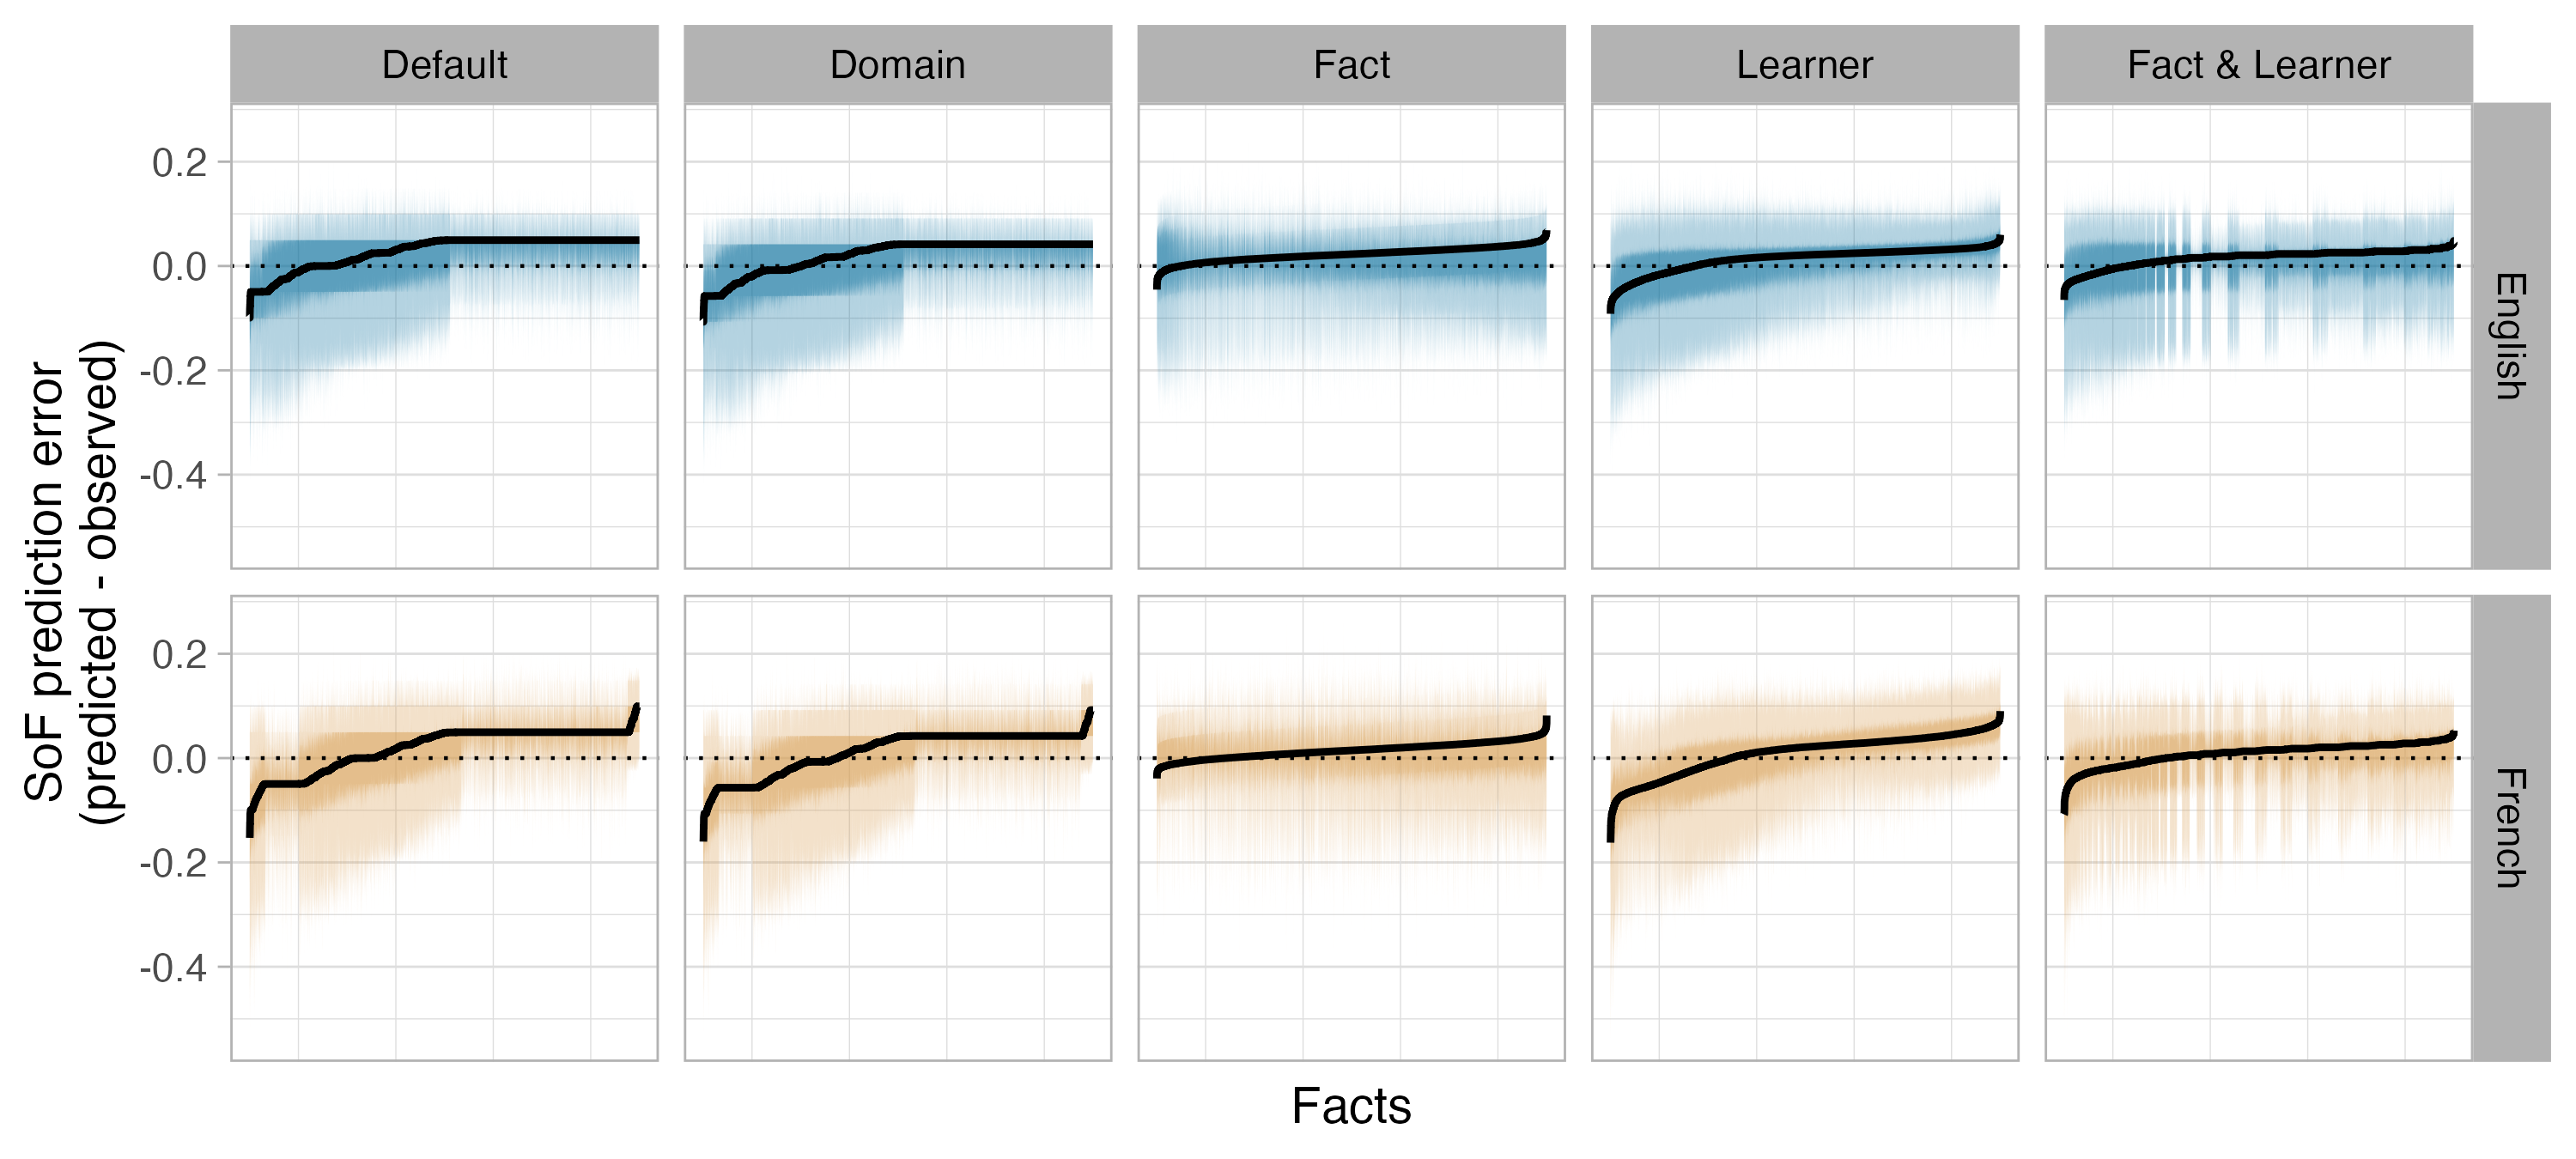 Default
Domain
Fact
Learner
Fact & Learner
SoF prediction error
(predicted - observed)
0.2
0.0
-0.2
-0.4
English
0.2
0.0
-0.2
-0.4
French
Facts